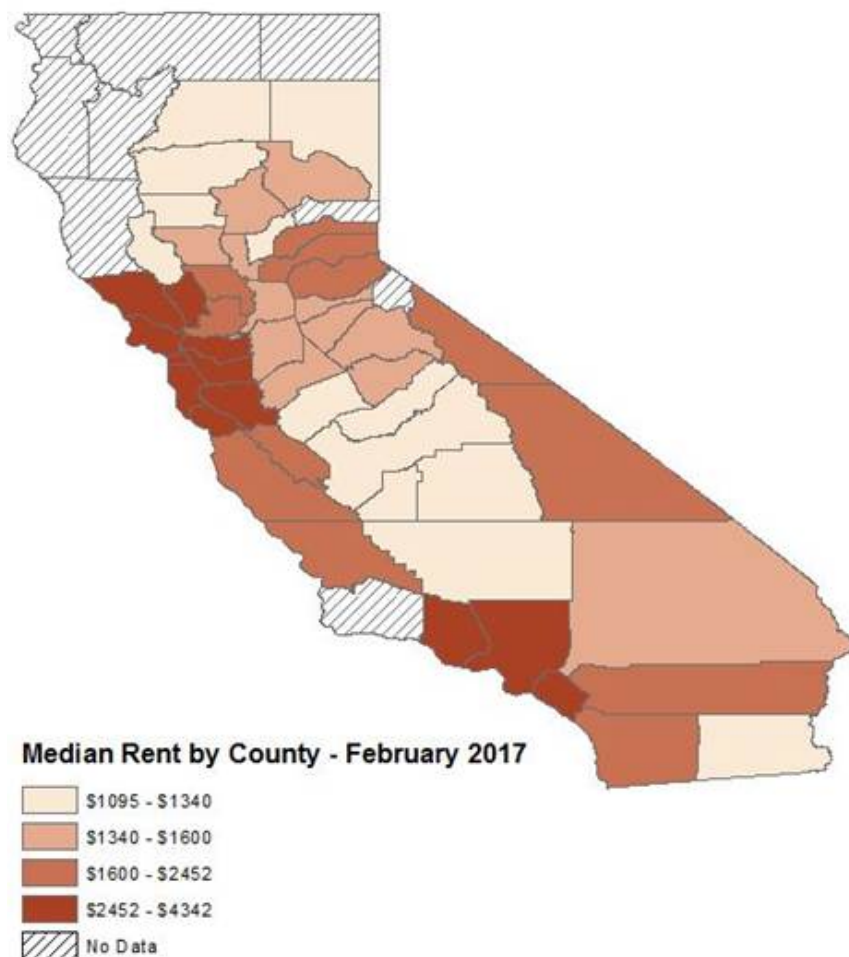 Median Rent by County - February 2017
$1095 - $1340
$1340 - $1600
$1600 - $2452
$2452 - $4342
No Data